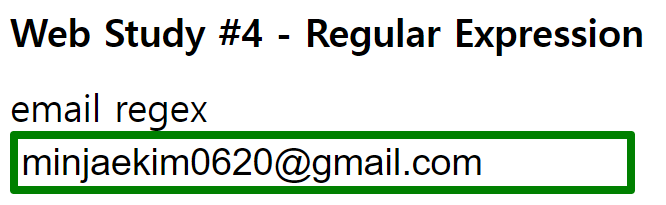 Web Study #4 - Regular Expression
email regex
minjaekim0620@gmail.com